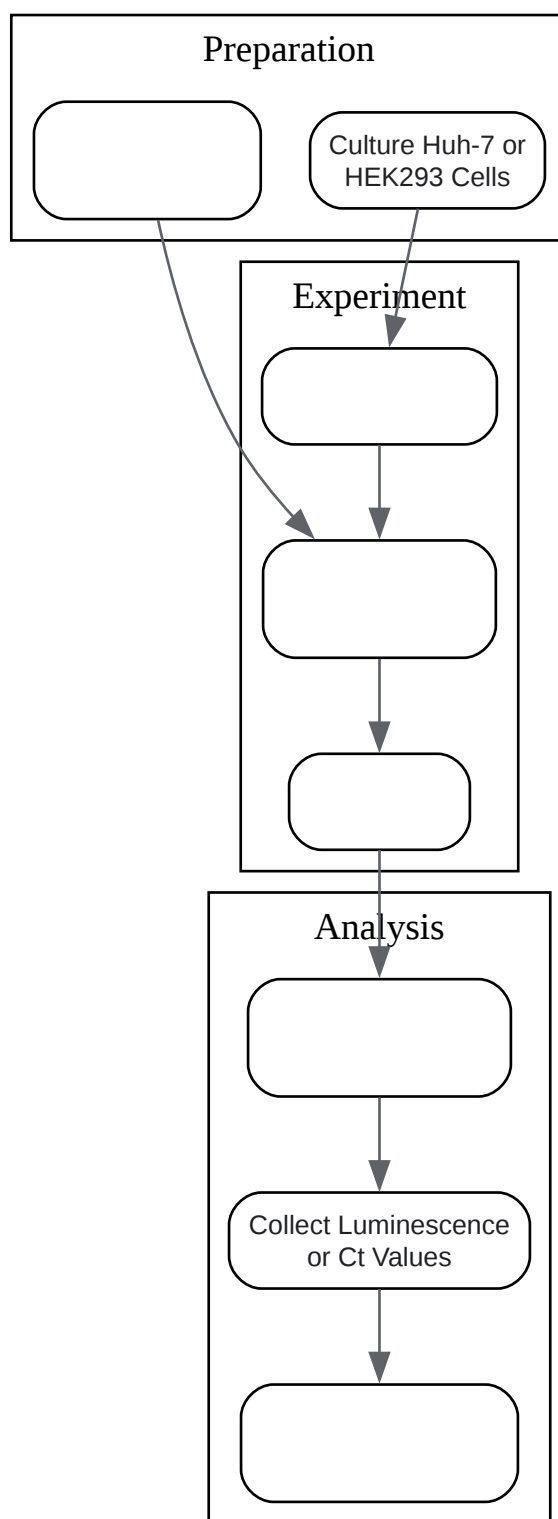 Preparation
Culture Huh-7 or
HEK293 Cells
Experiment
Analysis
Collect Luminescence
or Ct Values